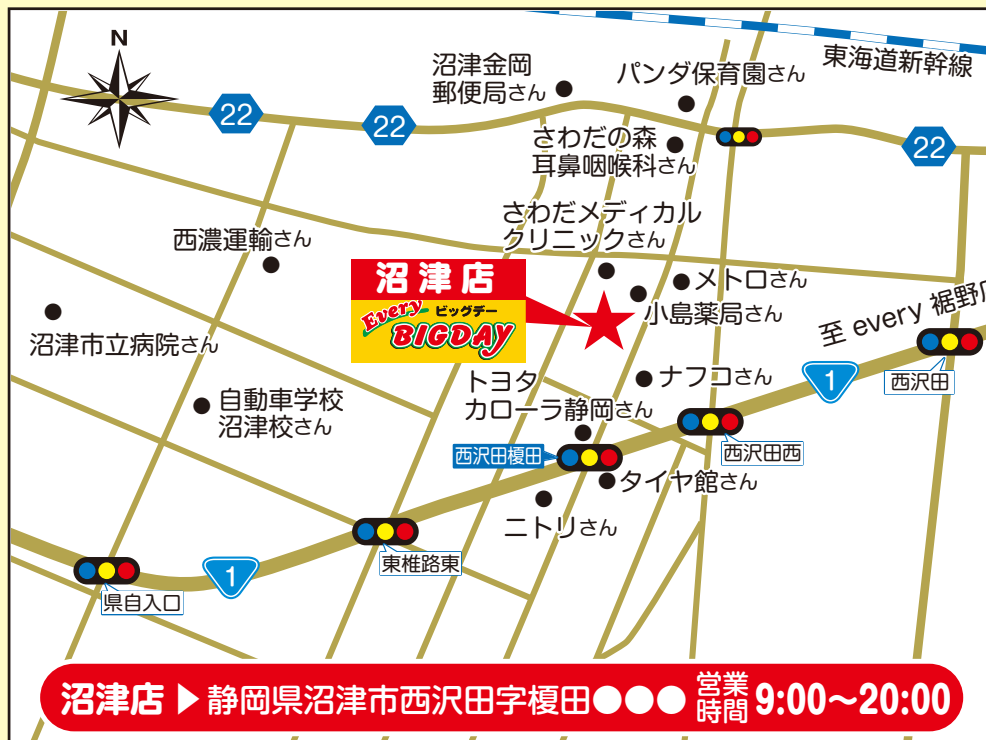 N
東海道新幹線
沼津金岡
郵便局さん
パンダ保育園さん
22
22
22
さわだの森
耳鼻咽喉科さん
さわだメディカル
クリニックさん
西濃運輸さん
沼津店
Every ビッグデー
BIGDAY
メトロさん
小島薬局さん
沼津市立病院さん
至 every 裾野店
西沢田
1
トヨタ
カローラ静岡さん
ナフコさん
自動車学校
沼津校さん
西沢田榎田
西沢田西
タイヤ館さん
ニトリさん
東椎路東
1
県自入口
沼津店 ▶ 静岡県沼津市西沢田字榎田●●● 営業時間 9:00〜20:00